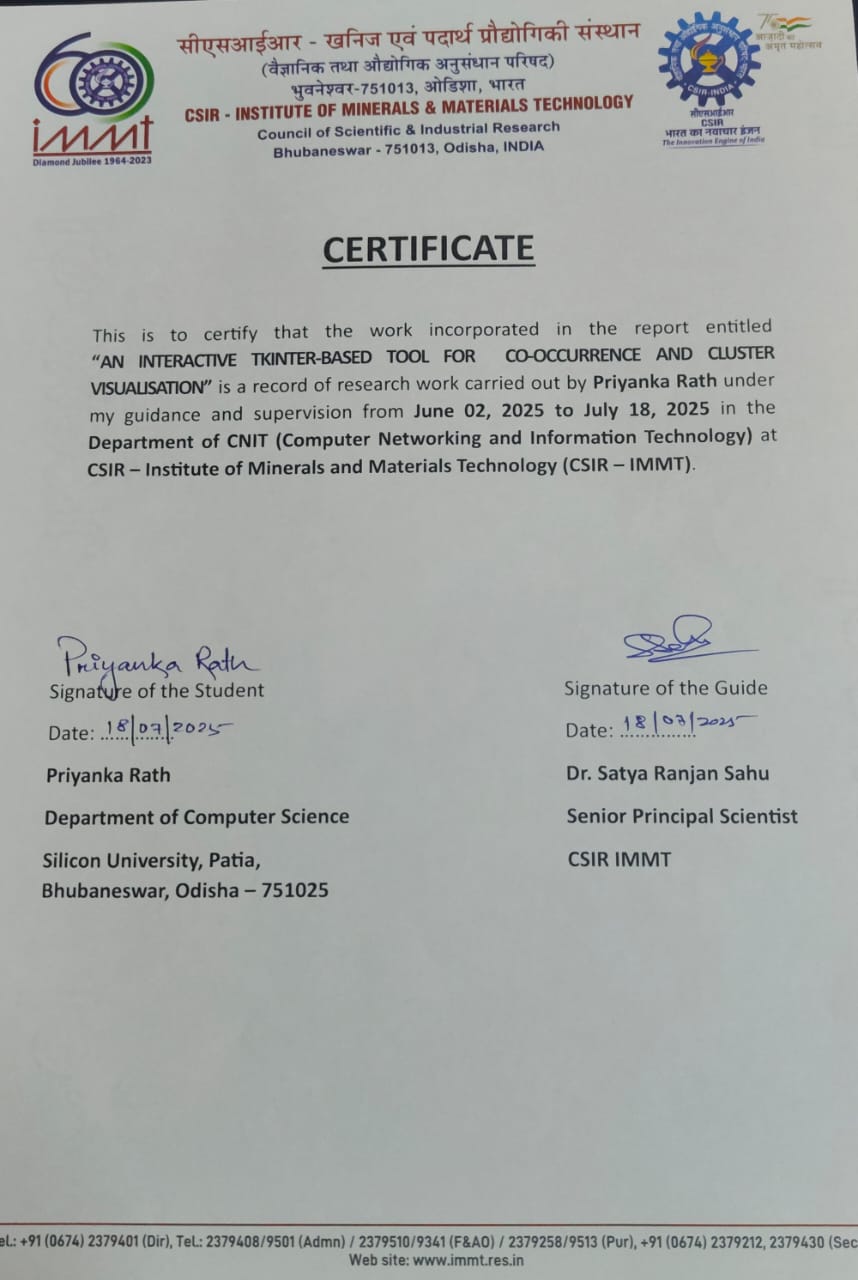 सीएसआईआर - खनिज एवं पदार्थ प्रौद्योगिकी संस्थान
(वैज्ञानिक तथा औद्योगिक अनुसंधान परिषद)
भुवनेश्वर-751013, ओडिशा, भारत
CSIR - INSTITUTE OF MINERALS & MATERIALS TECHNOLOGY
Council of Scientific & Industrial Research
Bhubaneswar - 751013, Odisha, INDIA
60
immt
Diamond Jubilee 1964-2023
CSIR-INDIA
सीएसआईआर
CSIR
भारत का नवाचार इंजन
The Innovation Engine of India
आज़ादी का
अमृत महोत्सव
CERTIFICATE
This is to certify that the work incorporated in the report entitled
“AN INTERACTIVE TKINTER-BASED TOOL FOR CO-OCCURRENCE AND CLUSTER
VISUALISATION” is a record of research work carried out by Priyanka Rath under
my guidance and supervision from June 02, 2025 to July 18, 2025 in the
Department of CNIT (Computer Networking and Information Technology) at
CSIR – Institute of Minerals and Materials Technology (CSIR – IMMT).
Priyanka Rath
Signature of the Student
Date: 18/07/2025
Priyanka Rath
Department of Computer Science
Silicon University, Patia,
Bhubaneswar, Odisha – 751025
Signature of the Guide
Date: 18/07/2025
Dr. Satya Ranjan Sahu
Senior Principal Scientist
CSIR IMMT
el.: +91 (0674) 2379401 (Dir), Tel.: 2379408/9501 (Admn) / 2379510/9341 (F&AO) / 2379258/9513 (Pur), +91 (0674) 2379212, 2379430 (Sec
Web site: www.immt.res.in